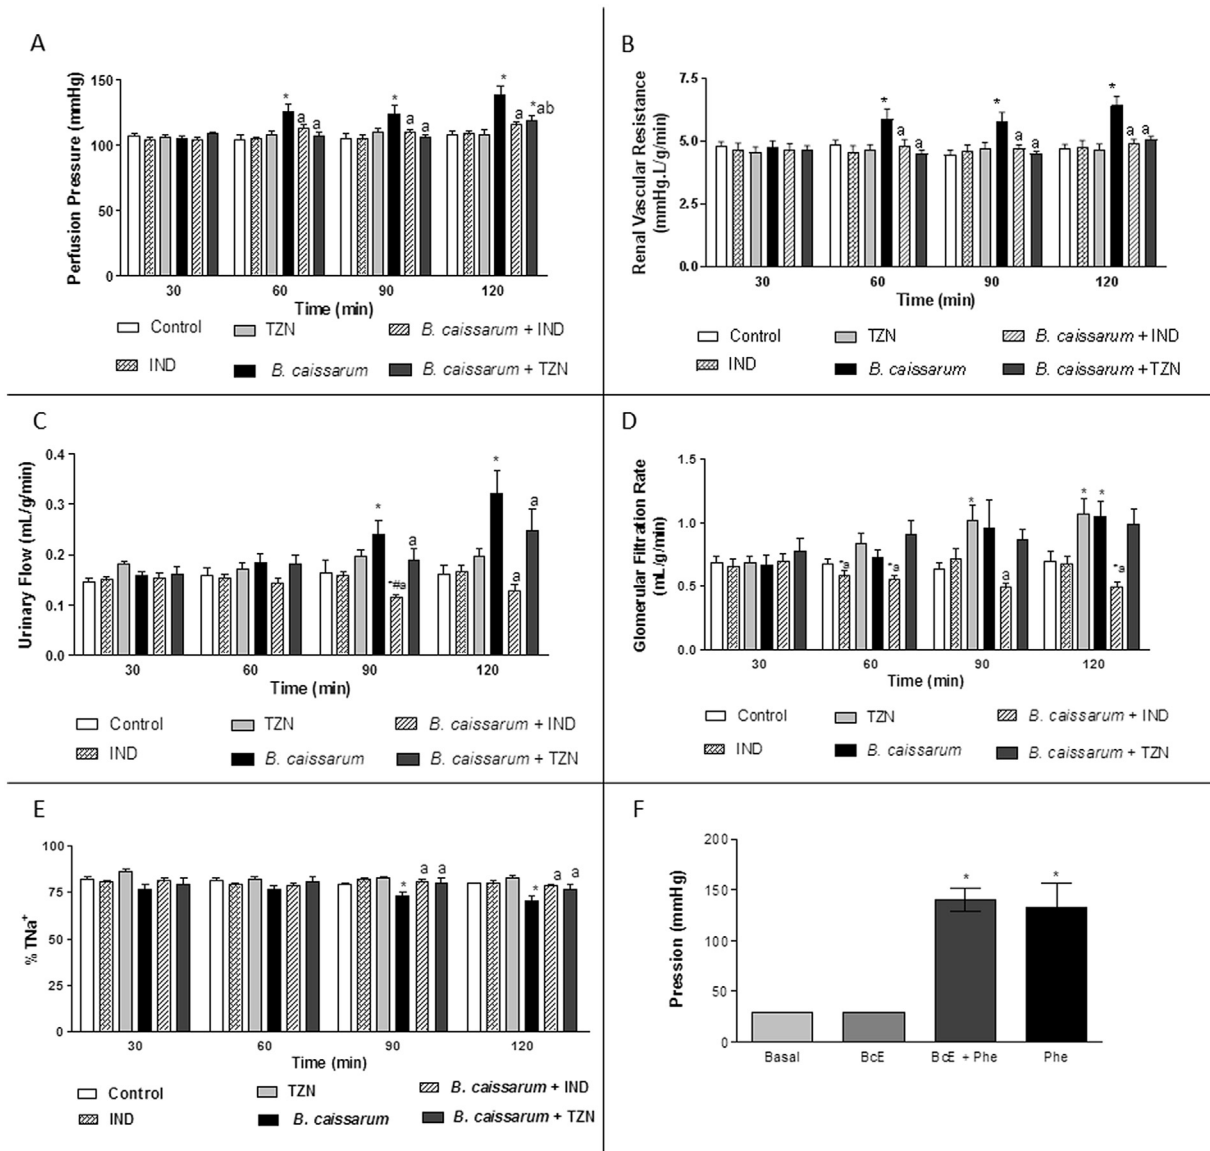 A
Perfusion Pressure (mmHg)
150
100
50
0
* * * *ab
a a a a a
30 60 90 120
Time (min)
Control TZN B. caissarum + IND
IND B. caissarum B. caissarum + TZN
B
Renal Vascular Resistance
(mmHg.L/g/min)
7.5
5.0
2.5
0.0
* * *
a a a a a a
30 60 90 120
Time (min)
Control TZN B. caissarum + IND
IND B. caissarum B. caissarum + TZN
C
Urinary Flow (mL/g/min)
0.4
0.3
0.2
0.1
0.0
* *
*#a a a a
30 60 90 120
Time (min)
Control TZN B. caissarum + IND
IND B. caissarum B. caissarum + TZN
D
Glomerular Filtration Rate
(mL/g/min)
1.5
1.0
0.5
0.0
* * *
*a *a a *a
30 60 90 120
Time (min)
Control TZN B. caissarum + IND
IND B. caissarum B. caissarum + TZN
E
% TNa+
100
75
50
25
0
* a a * a a
30 60 90 120
Time (min)
Control TZN B. caissarum + IND
IND B. caissarum B. caissarum + TZN
F
Pression (mmHg)
200
150
100
50
0
* *
Basal BcE BcE + Phe Phe